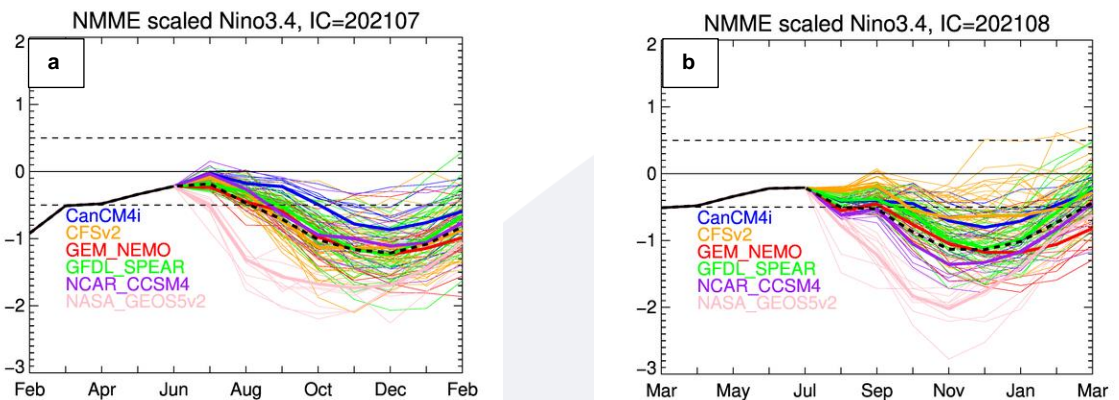 NMME scaled Nino3.4, IC=202107
a
2
1
0
−1
−2
−3
CanCM4i
CFSv2
GEM_NEMO
GFDL_SPEAR
NCAR_CCSM4
NASA_GEOS5v2
Feb Apr Jun Aug Oct Dec Feb
NMME scaled Nino3.4, IC=202108
b
2
1
0
−1
−2
−3
CanCM4i
CFSv2
GEM_NEMO
GFDL_SPEAR
NCAR_CCSM4
NASA_GEOS5v2
Mar May Jul Sep Nov Jan Mar